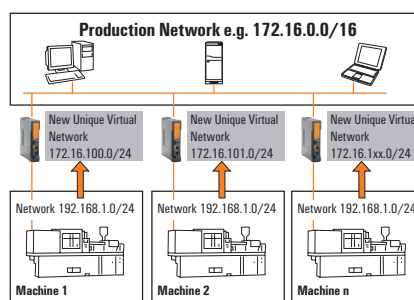 Production Network e.g. 172.16.0.0/16
New Unique Virtual
Network
172.16.100.0/24
New Unique Virtual
Network
172.16.101.0/24
New Unique Virtua
Network
172.16.1xx.0/24
Network 192.168.1.0/24
Network 192.168.1.0/24
Network 192.168.1.0/24
Machine 1
Machine 2
Machine n